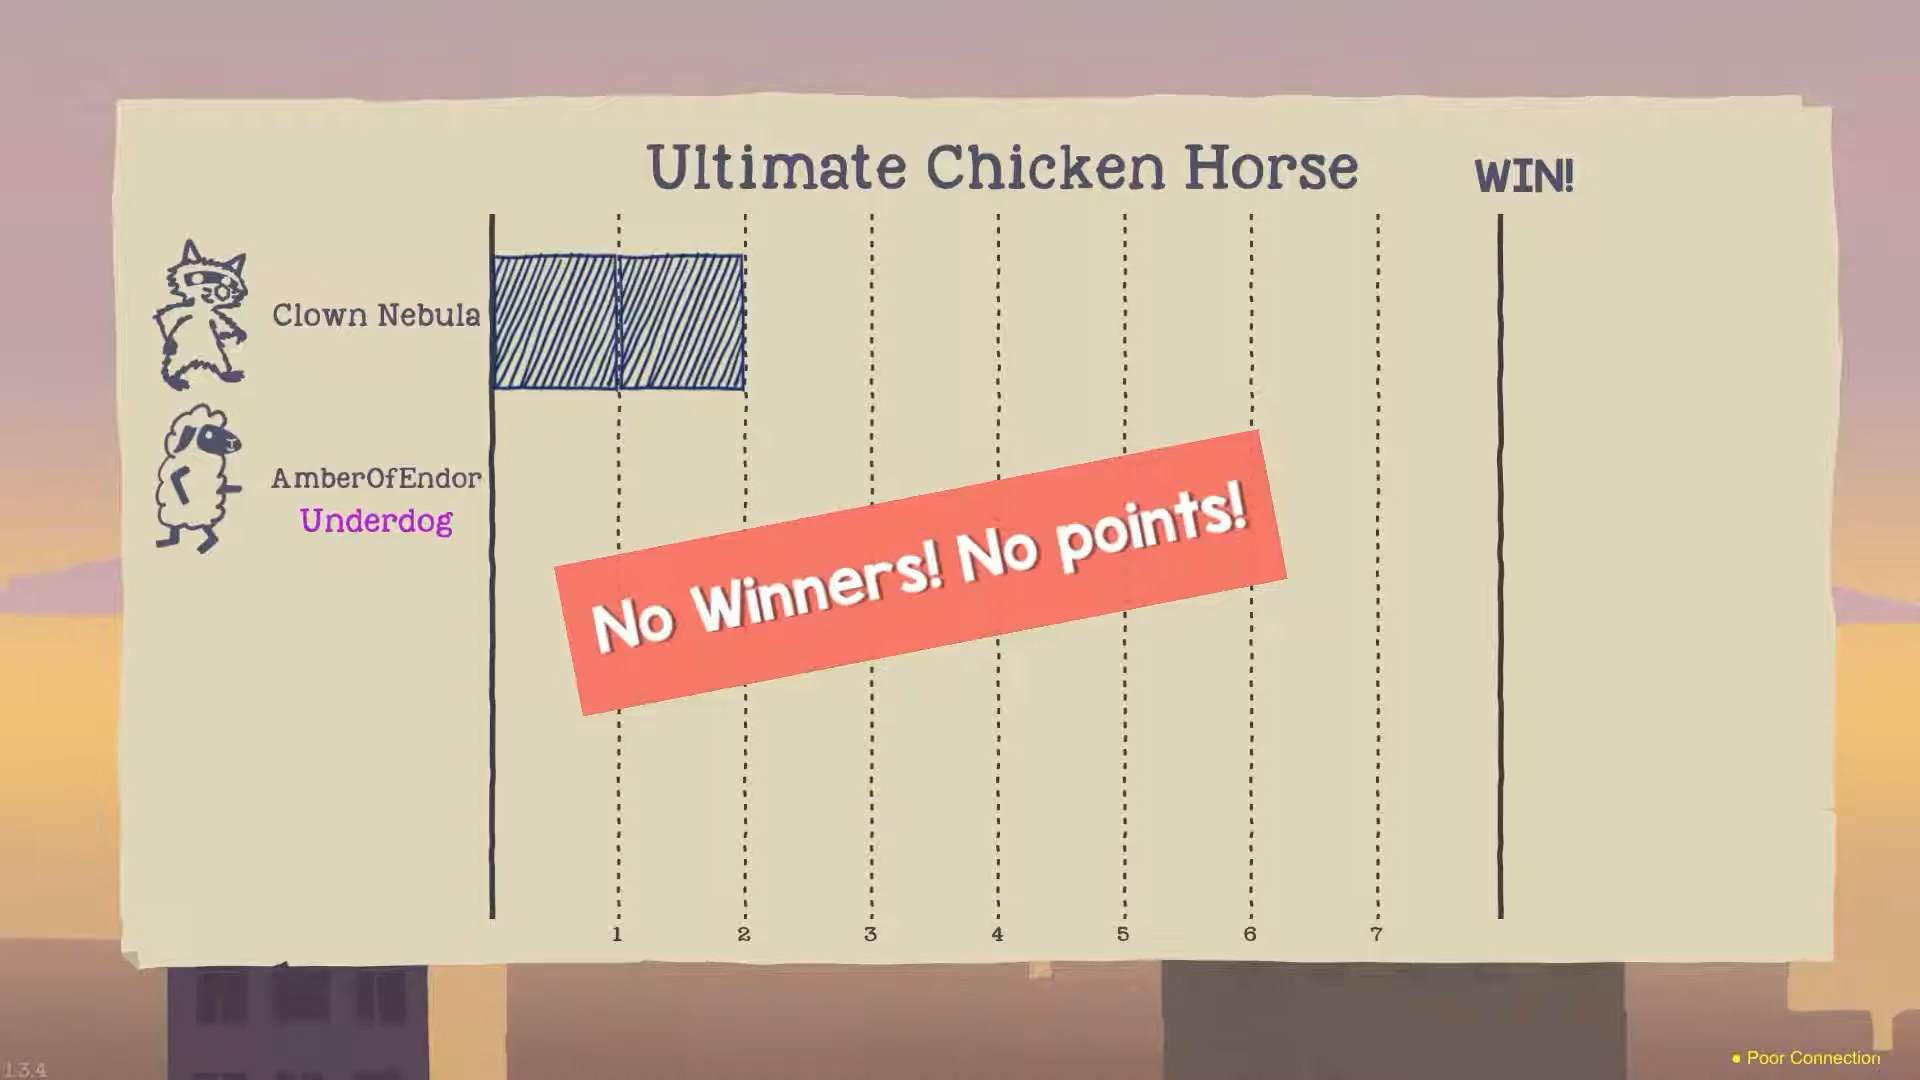 Ultimate Chicken Horse
WIN!
Clown Nebula
AmberOfEndor
Underdog
No Winners! No points!
1 2 3 4 5 6 7
1.3.4
Poor Connection